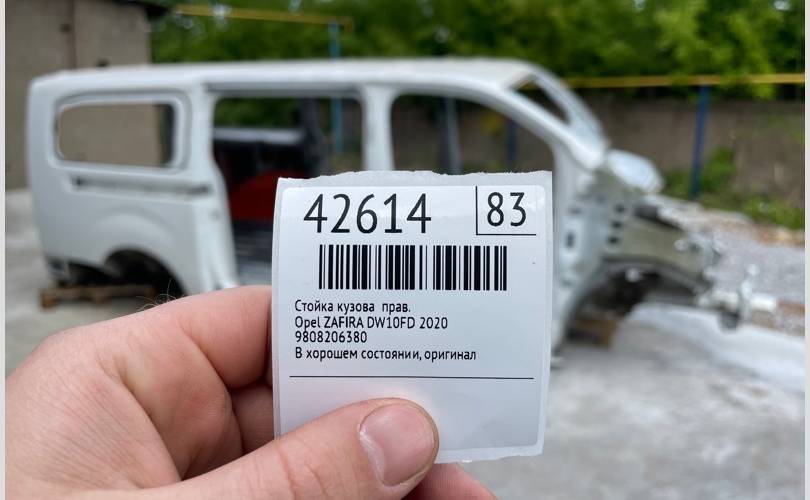 42614 83
Стойка кузова прав.
Opel ZAFIRA DW10FD 2020
9808206380
В хорошем состоянии, оригинал